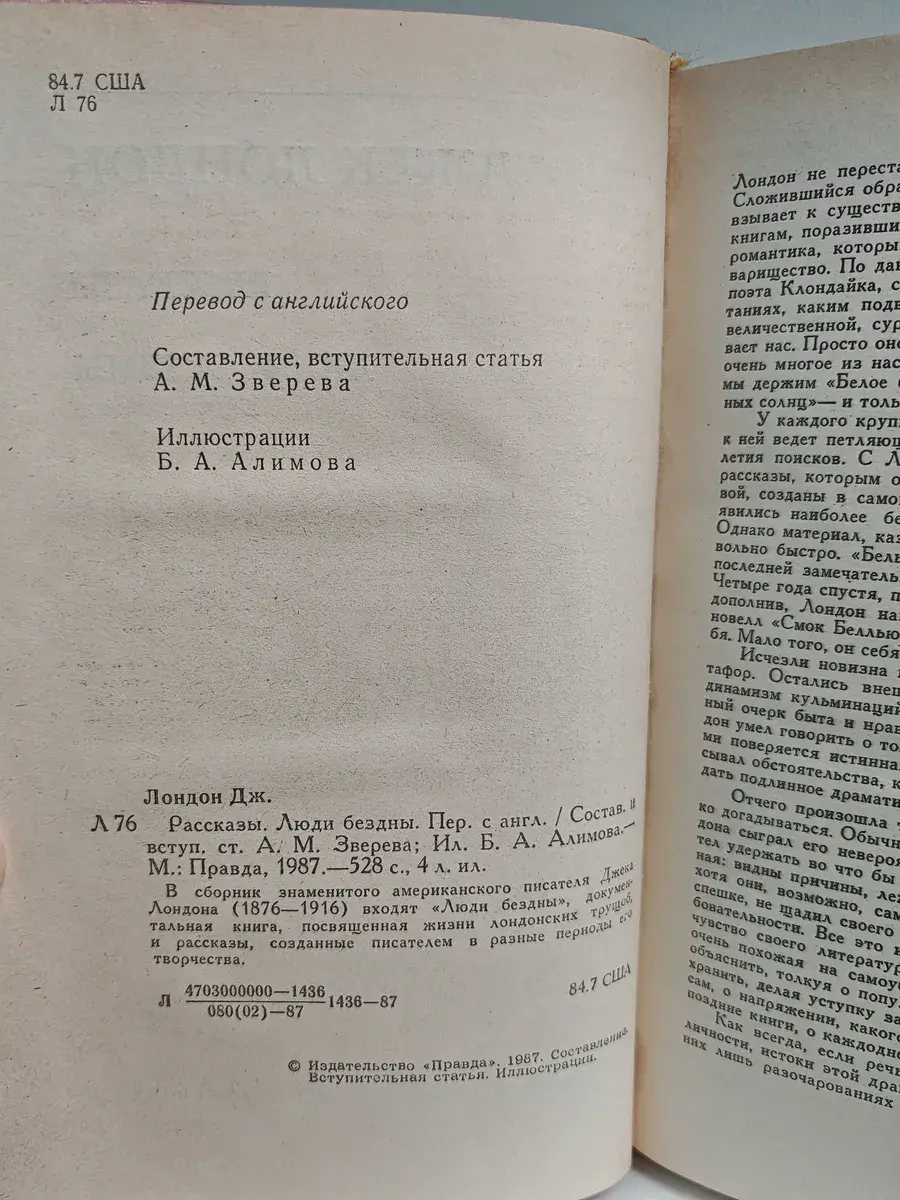 84.7 США
Л 76
Перевод с английского
Составление, вступительная статья
А. М. Зверева
Иллюстрации
Б. А. Алимова
Лондон Дж.
Л 76 Рассказы. Люди бездны. Пер. с англ. / Состав. и
вступ. ст. А. М. Зверева; Ил. Б. А. Алимова.—
М.: Правда, 1987.—528 с., 4 л. ил.
В сборник знаменитого американского писателя Джека
Лондона (1876—1916) входят «Люди бездны», докумен-
тальная книга, посвященная жизни лондонских трущоб,
и рассказы, созданные писателем в разные периоды его
творчества.
Л 4703000000—1436
080(02)—87 1436—87
84.7 США
© Издательство «Правда», 1987. Составление.
Вступительная статья. Иллюстрации.
Лондон не переста
Сложившийся обра
взывает к существ
книгам, поразивши
романтика, которы
варищество. По дан
поэта Клондайка, с
таниях, каким подв
величественной, сур
вает нас. Просто оно
очень многое из нас
мы держим «Белое
ных солнц»— и толь
У каждого круп
к ней ведет петляющ
летия поисков. С Л
рассказы, которым о
вой, созданы в само
явились наиболее бе
Однако материал, каз
вольно быстро. «Белы
последней замечатель
Четыре года спустя, п
дополнив, Лондон на
новелл «Смок Беллью
бя. Мало того, он себя
Исчезли новизна
тафор. Остались внеш
динамизм кульминаций
ный очерк быта и нрав
дон умел говорить о то
ми поверяется истинна
сывал обстоятельства, к
дать подлинное драмати
Отчего произошла т
ко догадываться. Обычн
дона сыграл его неверо
тел удержать во что бы
ная: видны причины, ле
хотя они, возможно, сам
спешке, не щадил своего
бовательности. Все это и
чувство своего литератур
очень похожая на самоу
объяснить, толкуя о попу
хранить, делая уступку за
сам, о напряжении, каког
поздние книги, о каждодне
Как всегда, если речь
личности, истоки этой дра
них лишь разочарованиях